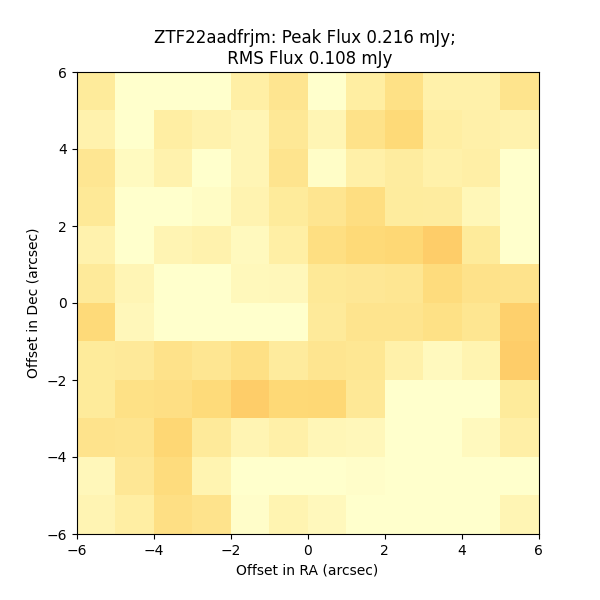 ZTF22aadfrjm: Peak Flux 0.216 mJy;
RMS Flux 0.108 mJy
6
4
2
0
−2
−4
−6
Offset in Dec (arcsec)
−6 −4 −2 0 2 4 6
Offset in RA (arcsec)